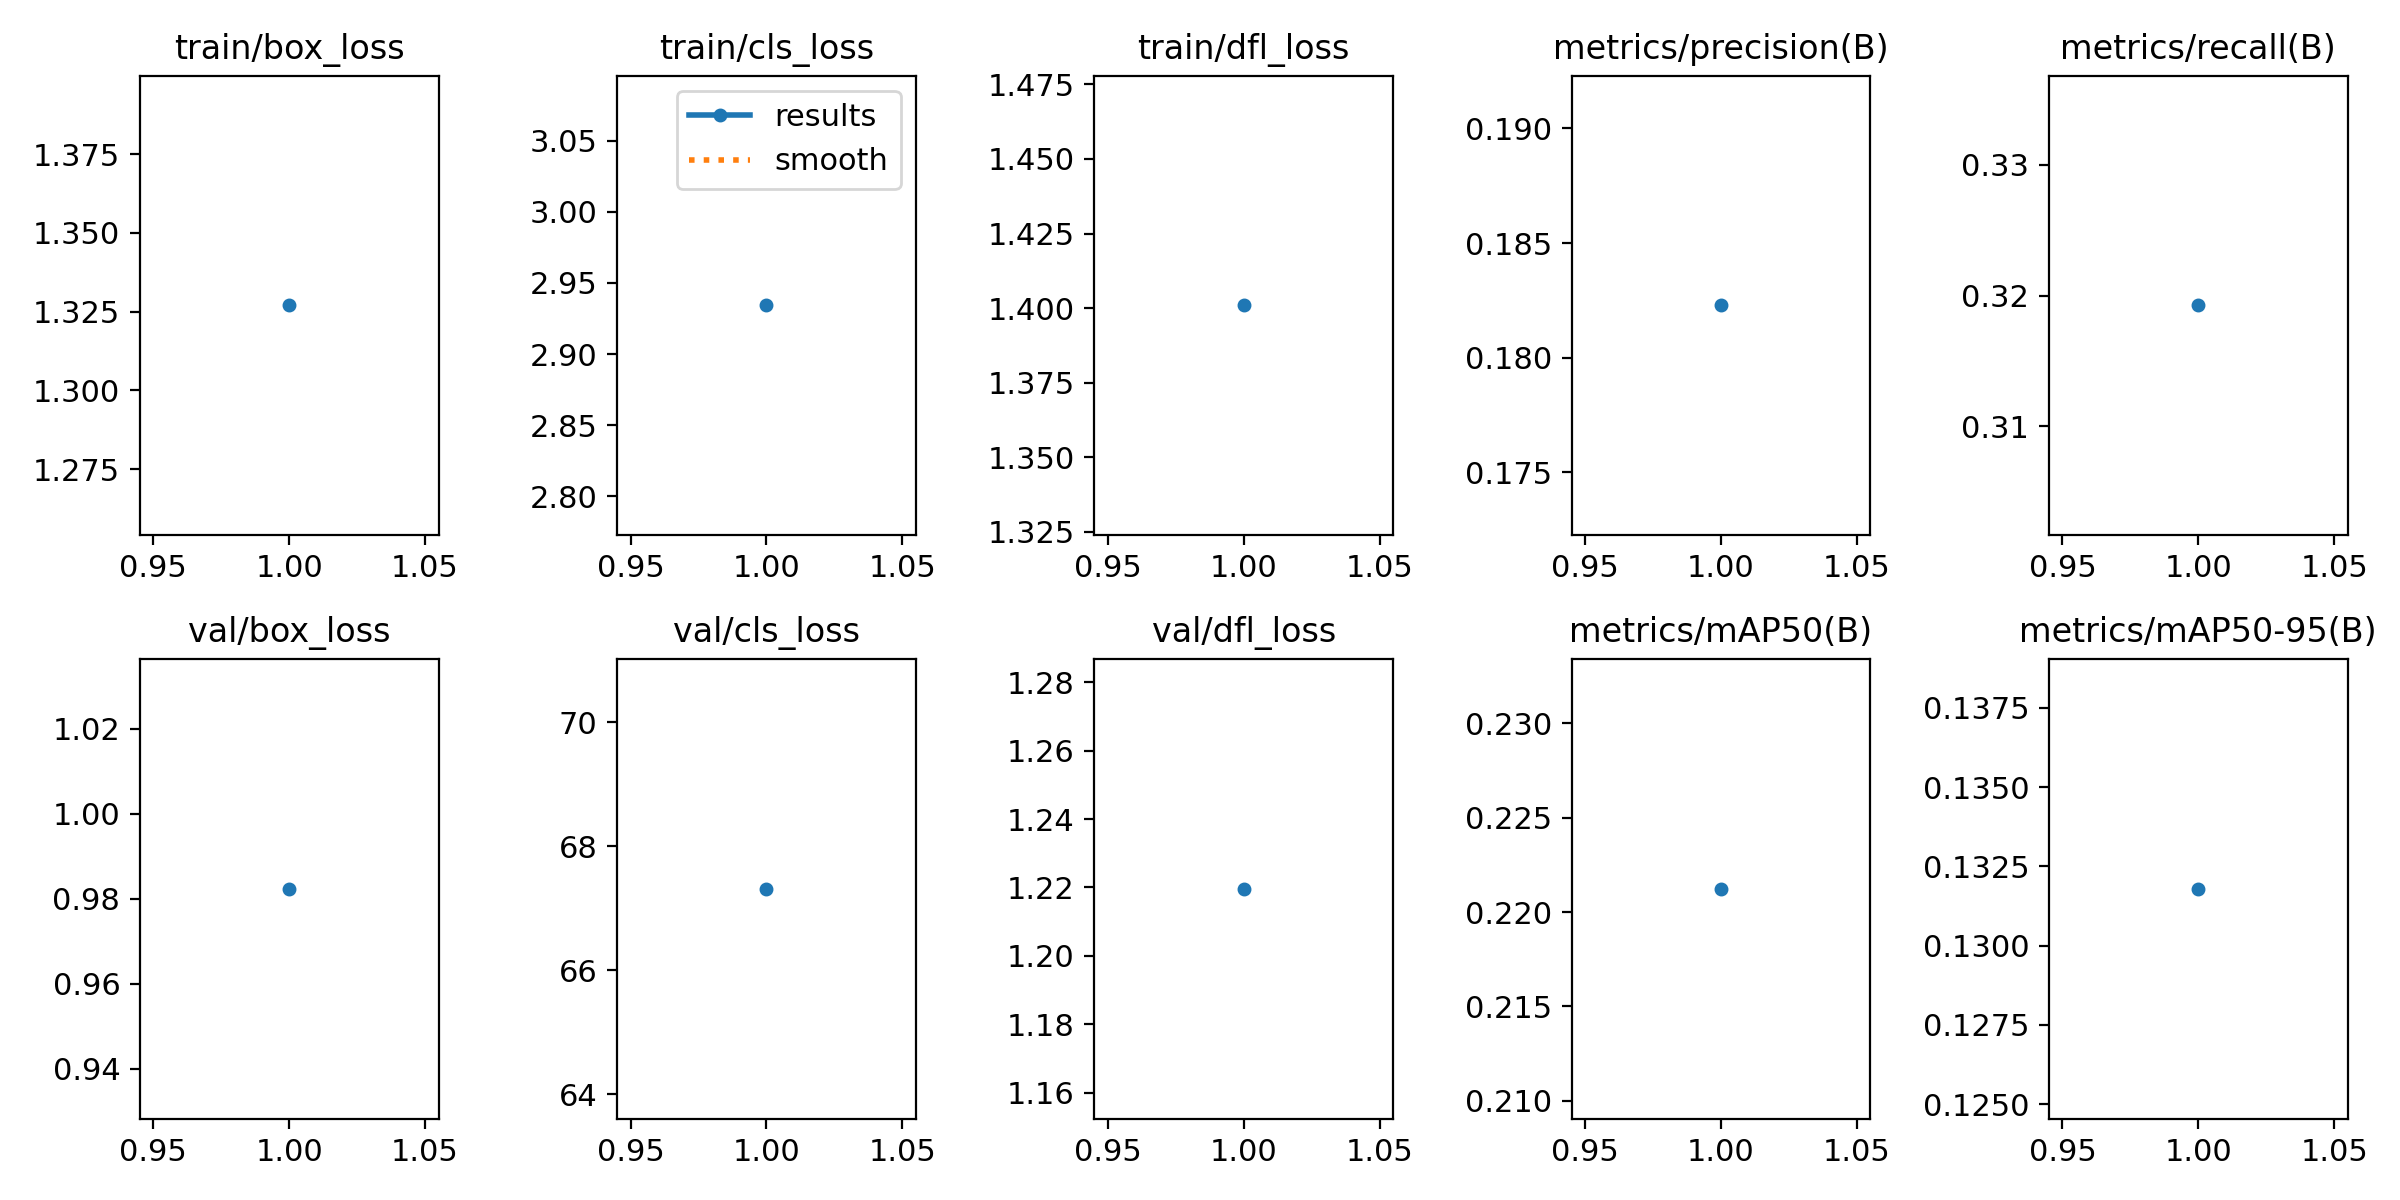 train/box_loss
1.375
1.350
1.325
1.300
1.275
0.95 1.00 1.05
train/cls_loss
results
smooth
3.05
3.00
2.95
2.90
2.85
2.80
0.95 1.00 1.05
train/dfl_loss
1.475
1.450
1.425
1.400
1.375
1.350
1.325
0.95 1.00 1.05
metrics/precision(B)
0.190
0.185
0.180
0.175
0.95 1.00 1.05
metrics/recall(B)
0.33
0.32
0.31
0.95 1.00 1.05
val/box_loss
1.02
1.00
0.98
0.96
0.94
0.95 1.00 1.05
val/cls_loss
70
68
66
64
0.95 1.00 1.05
val/dfl_loss
1.28
1.26
1.24
1.22
1.20
1.18
1.16
0.95 1.00 1.05
metrics/mAP50(B)
0.230
0.225
0.220
0.215
0.210
0.95 1.00 1.05
metrics/mAP50-95(B)
0.1375
0.1350
0.1325
0.1300
0.1275
0.1250
0.95 1.00 1.05